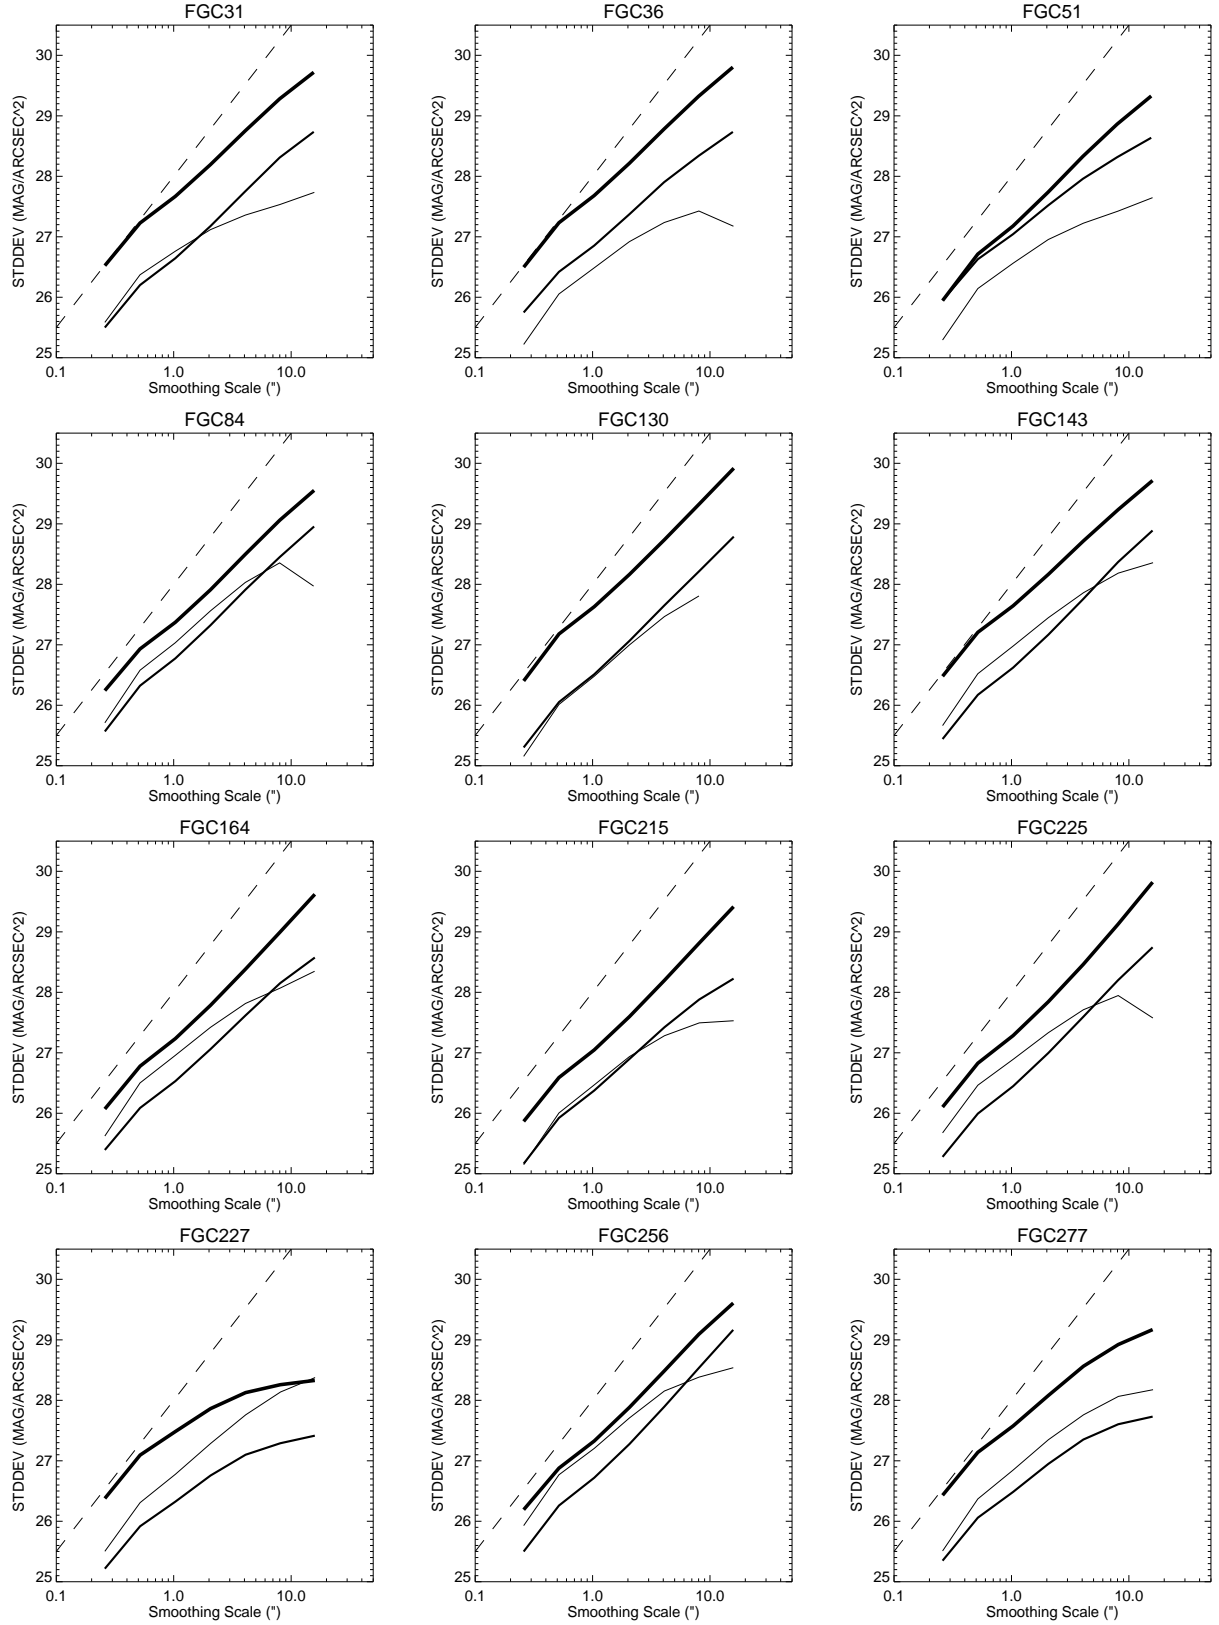 FGC31
FGC36
FGC51
30
29
28
27
26
25
STDDEV (MAG/ARCSEC^2)
0.1 1.0 10.0
Smoothing Scale (")
30
29
28
27
26
25
STDDEV (MAG/ARCSEC^2)
0.1 1.0 10.0
Smoothing Scale (")
30
29
28
27
26
25
STDDEV (MAG/ARCSEC^2)
0.1 1.0 10.0
Smoothing Scale (")
FGC84
FGC130
FGC143
30
29
28
27
26
25
STDDEV (MAG/ARCSEC^2)
0.1 1.0 10.0
Smoothing Scale (")
30
29
28
27
26
25
STDDEV (MAG/ARCSEC^2)
0.1 1.0 10.0
Smoothing Scale (")
30
29
28
27
26
25
STDDEV (MAG/ARCSEC^2)
0.1 1.0 10.0
Smoothing Scale (")
FGC164
FGC215
FGC225
30
29
28
27
26
25
STDDEV (MAG/ARCSEC^2)
0.1 1.0 10.0
Smoothing Scale (")
30
29
28
27
26
25
STDDEV (MAG/ARCSEC^2)
0.1 1.0 10.0
Smoothing Scale (")
30
29
28
27
26
25
STDDEV (MAG/ARCSEC^2)
0.1 1.0 10.0
Smoothing Scale (")
FGC227
FGC256
FGC277
30
29
28
27
26
25
STDDEV (MAG/ARCSEC^2)
0.1 1.0 10.0
Smoothing Scale (")
30
29
28
27
26
25
STDDEV (MAG/ARCSEC^2)
0.1 1.0 10.0
Smoothing Scale (")
30
29
28
27
26
25
STDDEV (MAG/ARCSEC^2)
0.1 1.0 10.0
Smoothing Scale (")